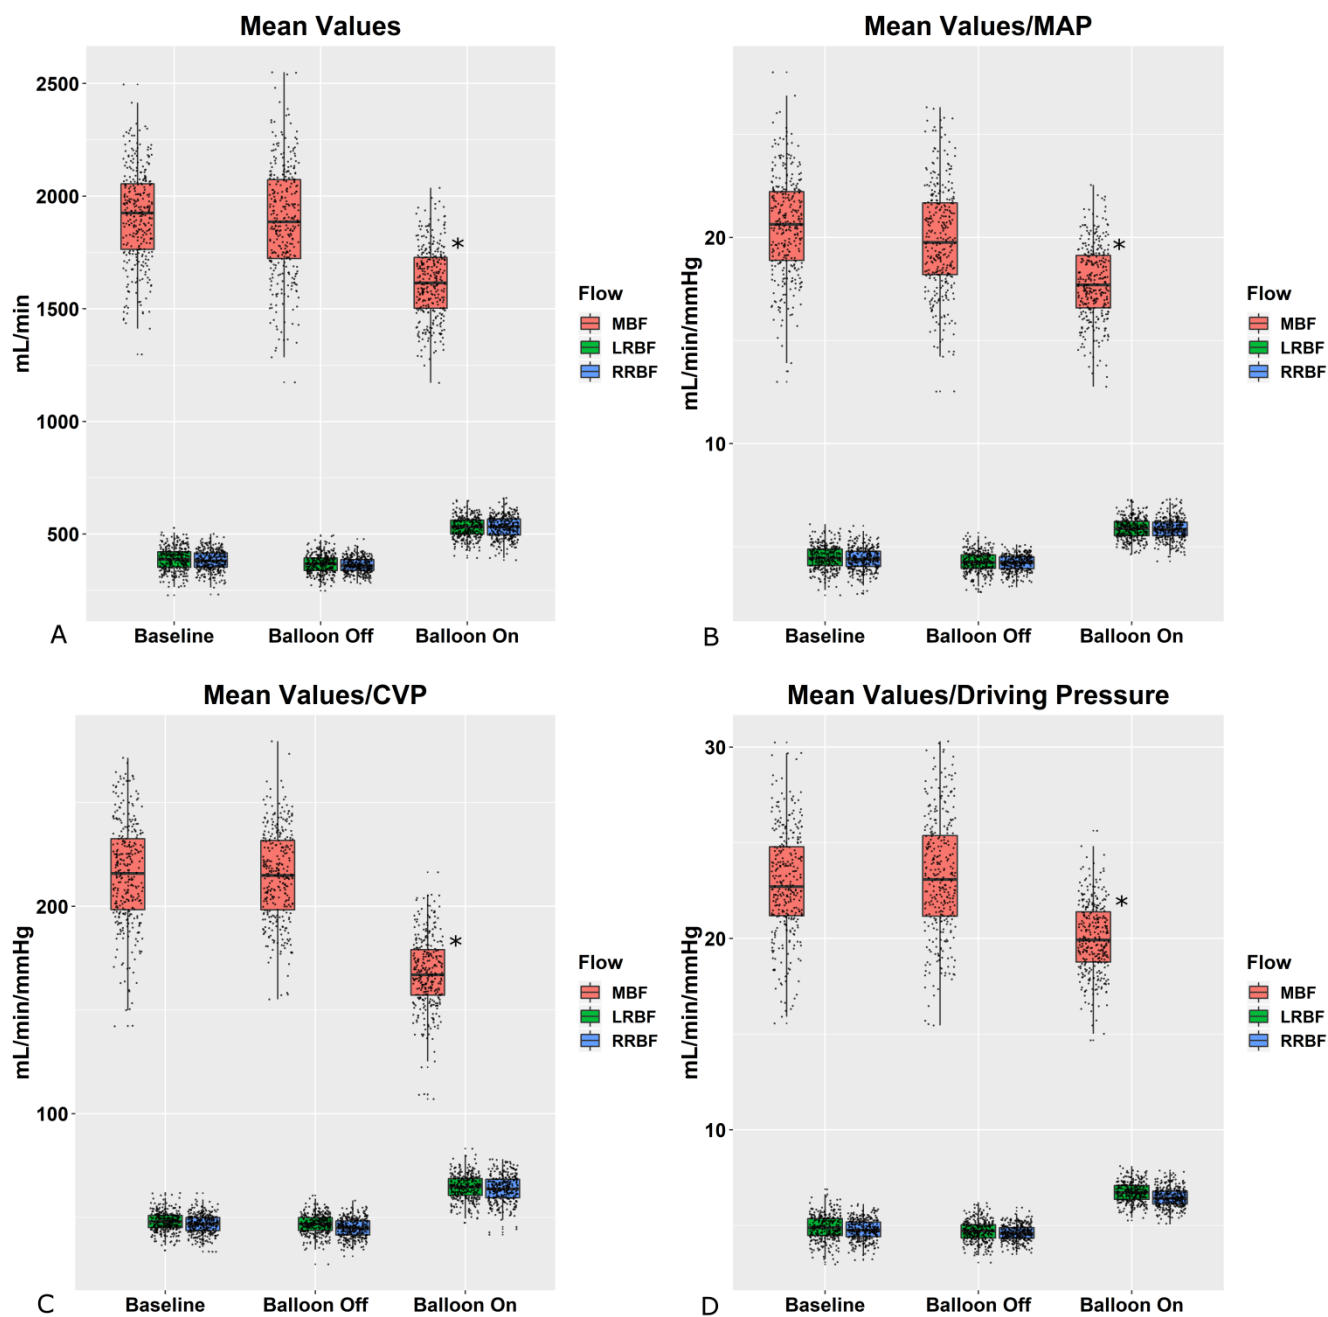 Mean Values
mL/min
2500
2000
1500
1000
500
Baseline
Balloon Off
Balloon On
*
Flow
MBF
LRBF
RRBF
A
Mean Values/MAP
mL/min/mmHg
20
10
Baseline
Balloon Off
Balloon On
*
Flow
MBF
LRBF
RRBF
B
Mean Values/CVP
mL/min/mmHg
200
100
Baseline
Balloon Off
Balloon On
*
Flow
MBF
LRBF
RRBF
C
Mean Values/Driving Pressure
mL/min/mmHg
30
20
10
Baseline
Balloon Off
Balloon On
*
Flow
MBF
LRBF
RRBF
D